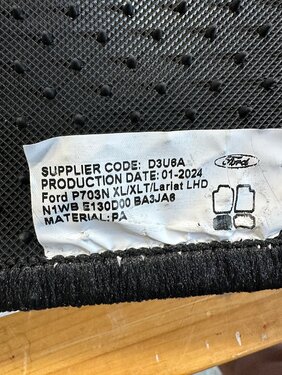 SUPPLIER CODE: D3U6A
Ford
PRODUCTION DATE: 01-2024
Ford P703N XL/XLT/Lariat LHD
N1WB E130D00 BA3JA6
MATERIAL: PA